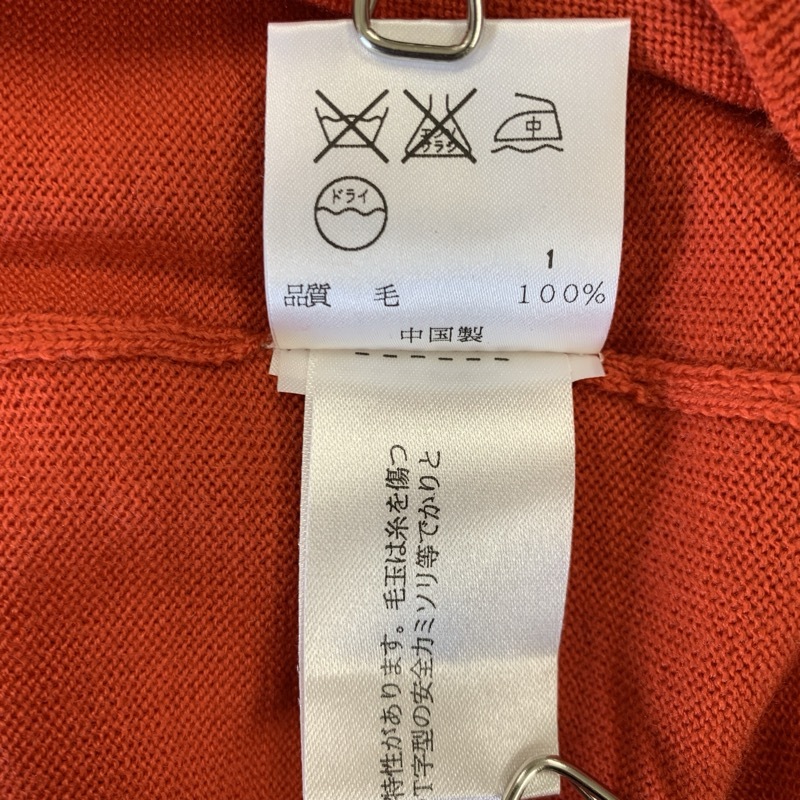 中
エンソ
サラシ
ドライ
1
品質 毛 100%
中国製
特性があります。毛玉は糸を傷つ
T字型の安全カミソリ等でかりと